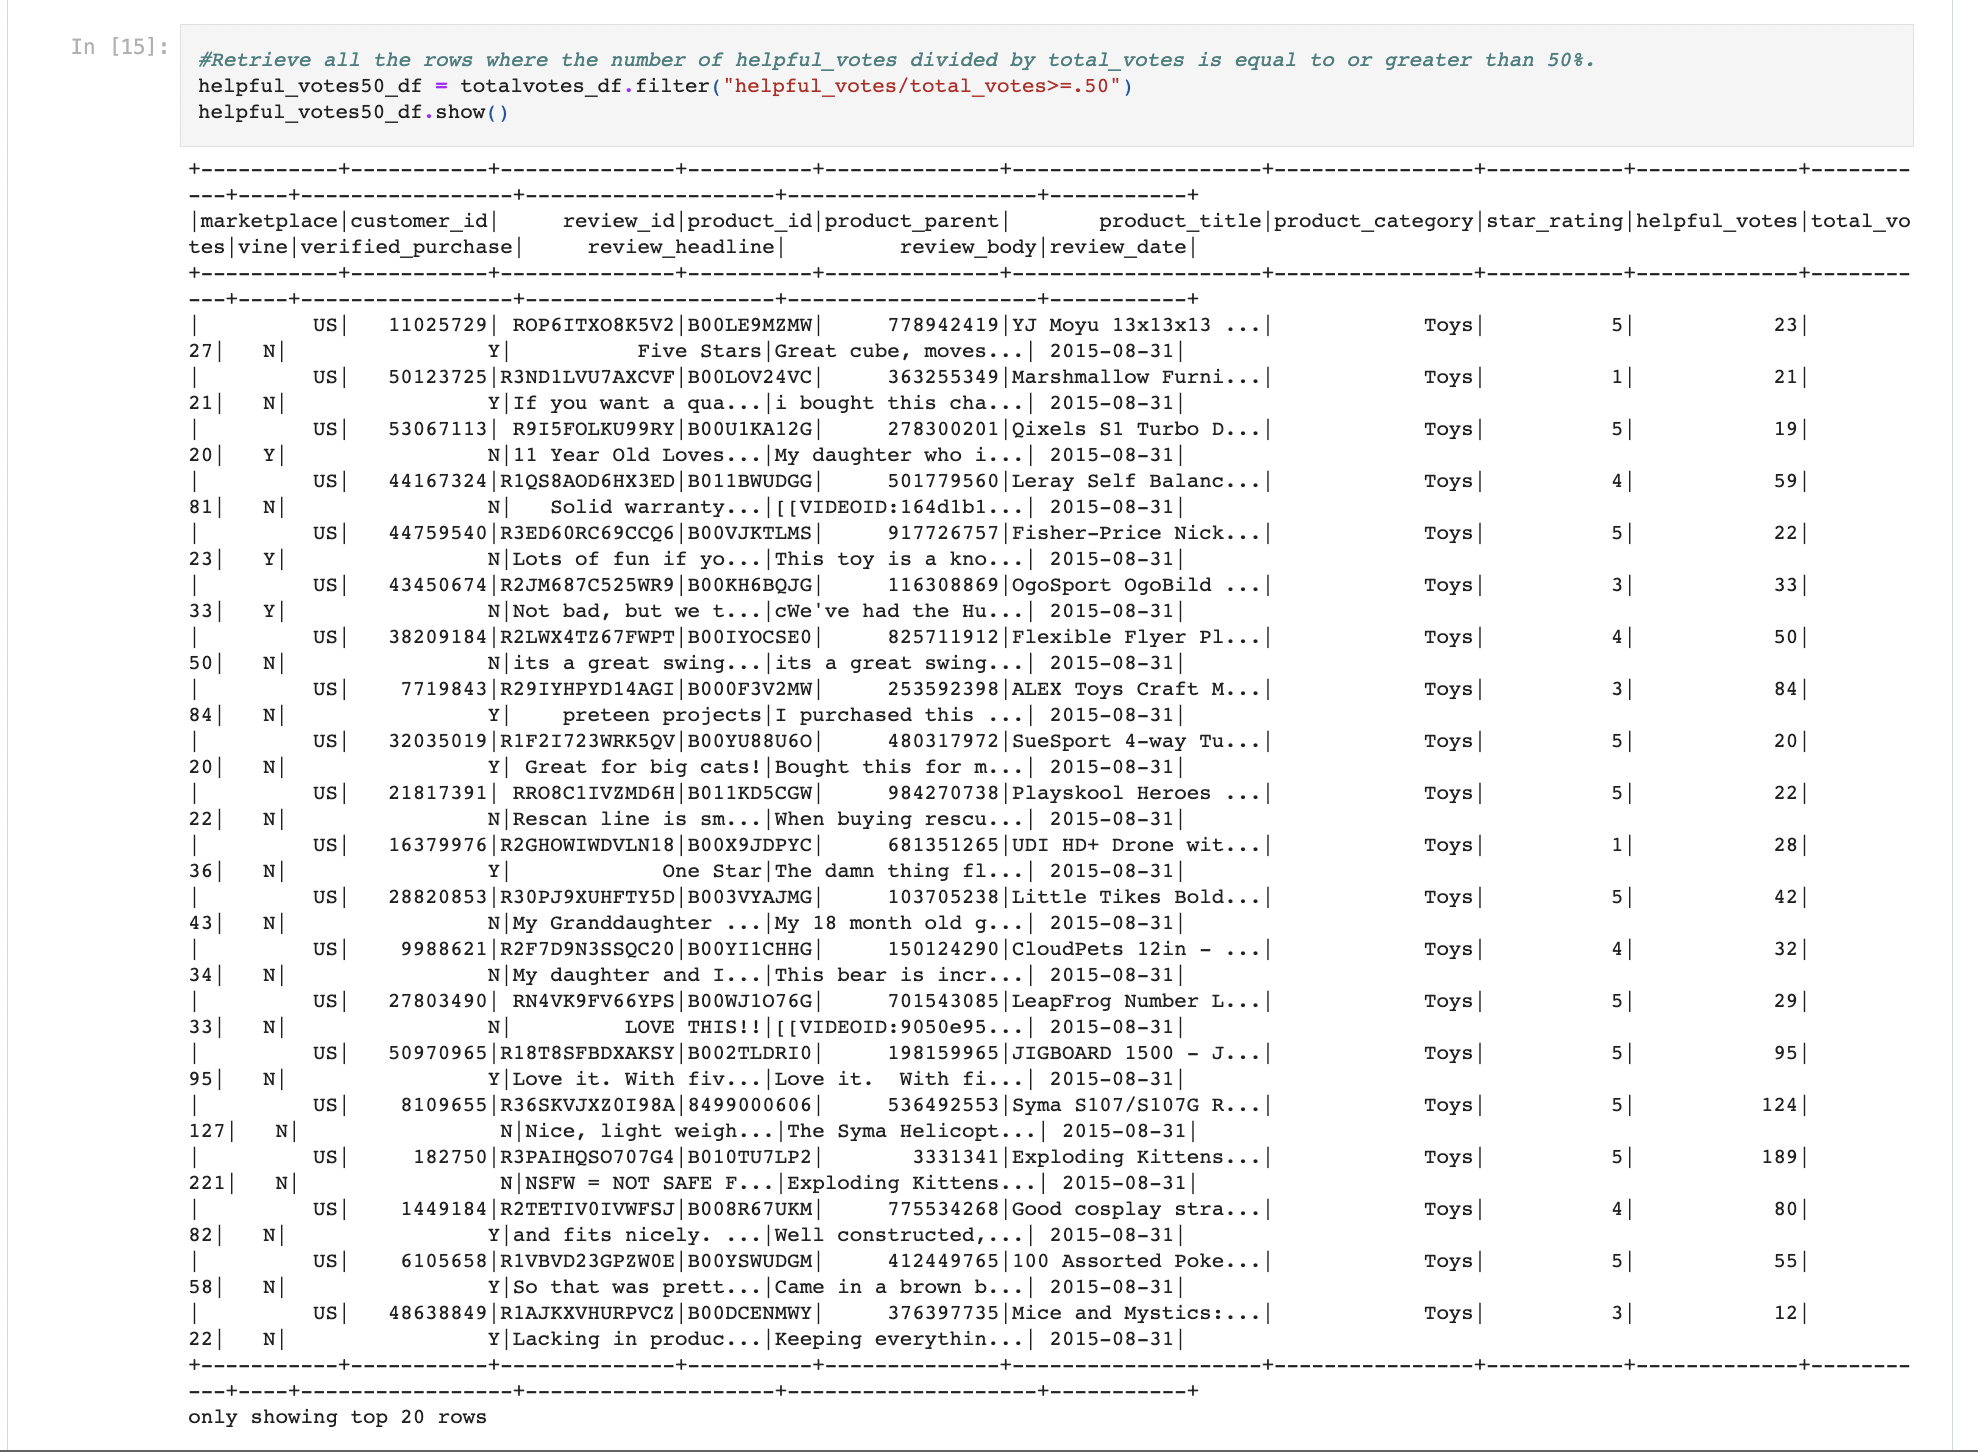 In [15]:
#Retrieve all the rows where the number of helpful_votes divided by total_votes is equal to or greater than 50%.
helpful_votes50_df = totalvotes_df.filter("helpful_votes/total_votes>=.50")
helpful_votes50_df.show()
+-----------+-----------+--------------+----------+--------------+--------------------+----------------+-----------+-------------+--------
---+----+-----------------+--------------------+--------------------+-----------+
|marketplace|customer_id|     review_id|product_id|product_parent|       product_title|product_category|star_rating|helpful_votes|total_vo
tes|vine|verified_purchase|     review_headline|         review_body|review_date|
+-----------+-----------+--------------+----------+--------------+--------------------+----------------+-----------+-------------+--------
---+----+-----------------+--------------------+--------------------+-----------+
|         US|   11025729| ROP6ITXO8K5V2|B00LE9MZMW|     778942419|YJ Moyu 13x13x13 ...|            Toys|          5|           23|
27|   N|                Y|          Five Stars|Great cube, moves...| 2015-08-31|
|         US|   50123725|R3ND1LVU7AXCVF|B00LOV24VC|     363255349|Marshmallow Furni...|            Toys|          1|           21|
21|   N|                Y|If you want a qua...|i bought this cha...| 2015-08-31|
|         US|   53067113| R9I5FOLKU99RY|B00U1KA12G|     278300201|Qixels S1 Turbo D...|            Toys|          5|           19|
20|   Y|                N|11 Year Old Loves...|My daughter who i...| 2015-08-31|
|         US|   44167324|R1QS8AOD6HX3ED|B011BWUDGG|     501779560|Leray Self Balanc...|            Toys|          4|           59|
81|   N|                N|   Solid warranty...|[[VIDEOID:164d1b1...| 2015-08-31|
|         US|   44759540|R3ED60RC69CCQ6|B00VJKTLMS|     917726757|Fisher-Price Nick...|            Toys|          5|           22|
23|   Y|                N|Lots of fun if yo...|This toy is a kno...| 2015-08-31|
|         US|   43450674|R2JM687C525WR9|B00KH6BQJG|     116308869|OgoSport OgoBild ...|            Toys|          3|           33|
33|   Y|                N|Not bad, but we t...|cWe've had the Hu...| 2015-08-31|
|         US|   38209184|R2LWX4TZ67FWPT|B00IYOCSE0|     825711912|Flexible Flyer Pl...|            Toys|          4|           50|
50|   N|                N|its a great swing...|its a great swing...| 2015-08-31|
|         US|    7719843|R29IYHPYD14AGI|B000F3V2MW|     253592398|ALEX Toys Craft M...|            Toys|          3|           84|
84|   N|                Y|    preteen projects|I purchased this ...| 2015-08-31|
|         US|   32035019|R1F2I723WRK5QV|B00YU88U6O|     480317972|SueSport 4-way Tu...|            Toys|          5|           20|
20|   N|                Y| Great for big cats!|Bought this for m...| 2015-08-31|
|         US|   21817391| RRO8C1IVZMD6H|B011KD5CGW|     984270738|Playskool Heroes ...|            Toys|          5|           22|
22|   N|                N|Rescan line is sm...|When buying rescu...| 2015-08-31|
|         US|   16379976|R2GHOWIWDVLN18|B00X9JDPYC|     681351265|UDI HD+ Drone wit...|            Toys|          1|           28|
36|   N|                Y|            One Star|The damn thing fl...| 2015-08-31|
|         US|   28820853|R30PJ9XUHFTY5D|B003VYAJMG|     103705238|Little Tikes Bold...|            Toys|          5|           42|
43|   N|                N|My Granddaughter ...|My 18 month old g...| 2015-08-31|
|         US|    9988621|R2F7D9N3SSQC20|B00YI1CHHG|     150124290|CloudPets 12in - ...|            Toys|          4|           32|
34|   N|                N|My daughter and I...|This bear is incr...| 2015-08-31|
|         US|   27803490| RN4VK9FV66YPS|B00WJ1O76G|     701543085|LeapFrog Number L...|            Toys|          5|           29|
33|   N|                N|         LOVE THIS!!|[[VIDEOID:9050e95...| 2015-08-31|
|         US|   50970965|R18T8SFBDXAKSY|B002TLDRI0|     198159965|JIGBOARD 1500 - J...|            Toys|          5|           95|
95|   N|                Y|Love it. With fiv...|Love it.  With fi...| 2015-08-31|
|         US|    8109655|R36SKVJXZ0I98A|8499000606|     536492553|Syma S107/S107G R...|            Toys|          5|          124|
127|   N|                N|Nice, light weigh...|The Syma Helicopt...| 2015-08-31|
|         US|     182750|R3PAIHQSO707G4|B010TU7LP2|       3331341|Exploding Kittens...|            Toys|          5|          189|
221|   N|                N|NSFW = NOT SAFE F...|Exploding Kittens...| 2015-08-31|
|         US|    1449184|R2TETIV0IVWFSJ|B008R67UKM|     775534268|Good cosplay stra...|            Toys|          4|           80|
82|   N|                Y|and fits nicely. ...|Well constructed,...| 2015-08-31|
|         US|    6105658|R1VBVD23GPZW0E|B00YSWUDGM|     412449765|100 Assorted Poke...|            Toys|          5|           55|
58|   N|                Y|So that was prett...|Came in a brown b...| 2015-08-31|
|         US|   48638849|R1AJKXVHURPVCZ|B00DCENMWY|     376397735|Mice and Mystics:...|            Toys|          3|           12|
22|   N|                Y|Lacking in produc...|Keeping everythin...| 2015-08-31|
+-----------+-----------+--------------+----------+--------------+--------------------+----------------+-----------+-------------+--------
---+----+-----------------+--------------------+--------------------+-----------+
only showing top 20 rows